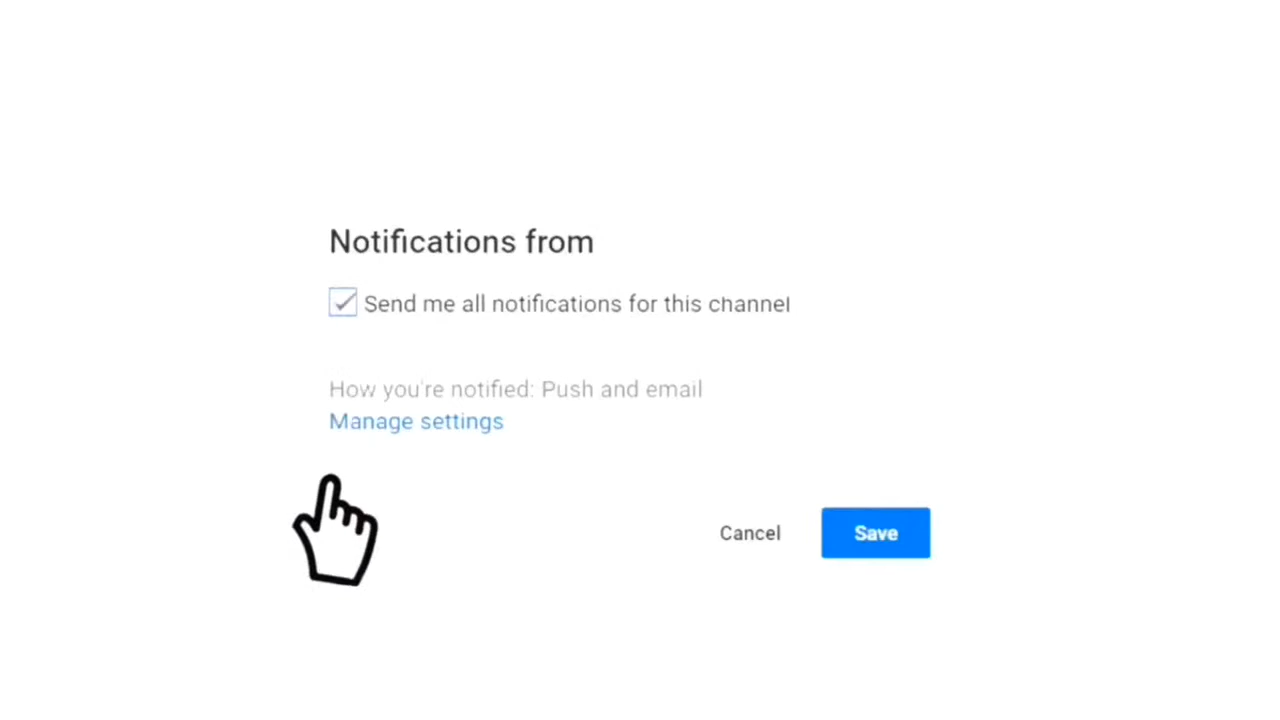 Notifications from
Send me all notifications for this channel
How you're notified: Push and email
Manage settings
Cancel
Save